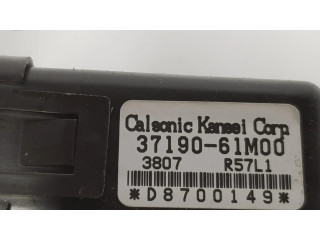 Calsonic Kansei Corp.
37190-61M00
3807 R57L1
*D8700149*